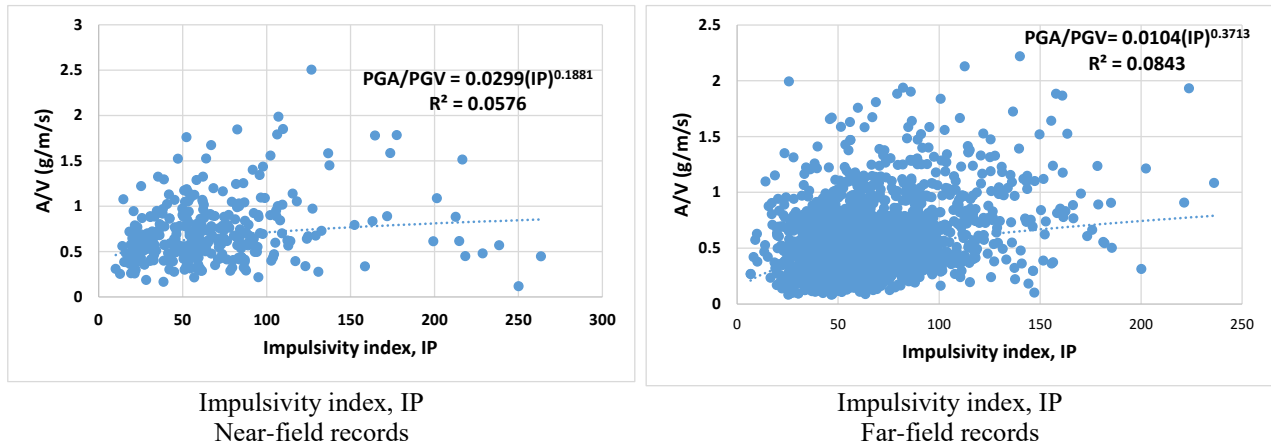 3
2.5
2
1.5
1
0.5
0
A/V (g/m/s)
PGA/PGV = 0.0299(IP)^0.1881
R² = 0.0576
0 50 100 150 200 250 300
Impulsivity index, IP
Impulsivity index, IP
Near-field records
2.5
2
1.5
1
0.5
0
A/V (g/m/s)
PGA/PGV= 0.0104(IP)^0.3713
R² = 0.0843
0 50 100 150 200 250
Impulsivity index, IP
Impulsivity index, IP
Far-field records